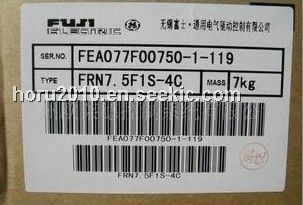 FUJI
ELECTRIC
无锡富士·通用电气驱动控制有限公司
SER.NO. FEA077F00750-1-119
TYPE FRN7.5F1S-4C MASS 7kg
horu2010.seekic.com
FEA077F00750-1-119
FRN7.5F1S-4C